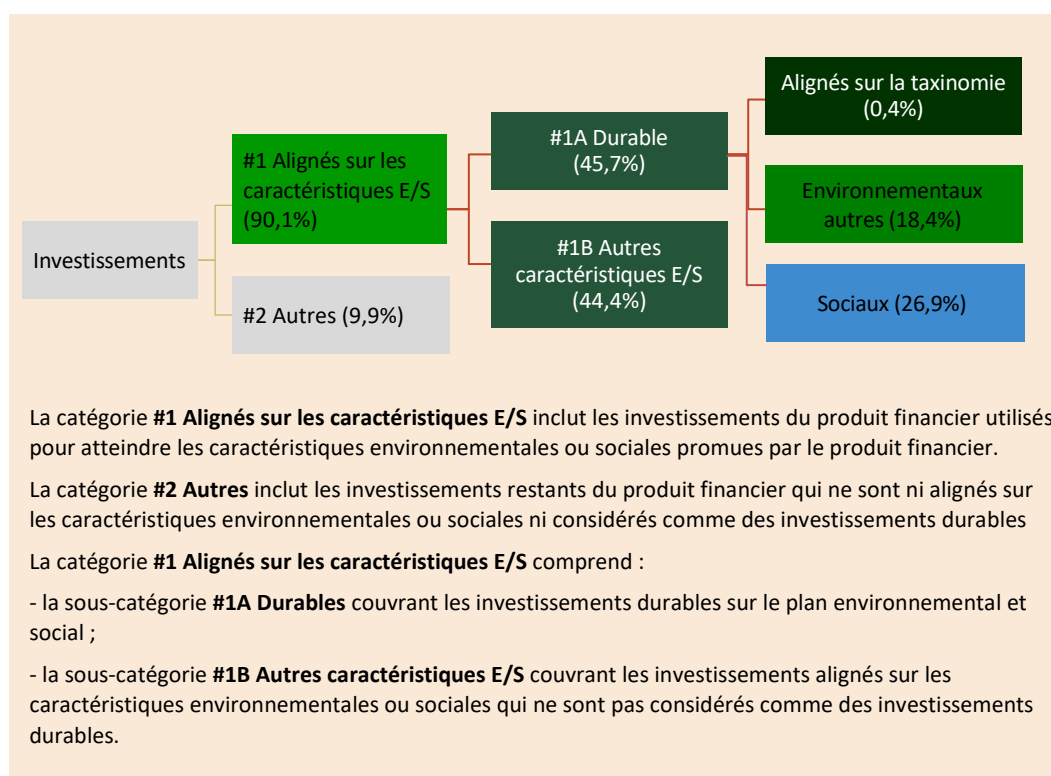 Investissements
#1 Alignés sur les
caractéristiques E/S
(90,1%)
#2 Autres (9,9%)
#1A Durable
(45,7%)
#1B Autres
caractéristiques E/S
(44,4%)
Alignés sur la taxinomie
(0,4%)
Environnementaux
autres (18,4%)
Sociaux (26,9%)
La catégorie #1 Alignés sur les caractéristiques E/S inclut les investissements du produit financier utilisés
pour atteindre les caractéristiques environnementales ou sociales promues par le produit financier.
La catégorie #2 Autres inclut les investissements restants du produit financier qui ne sont ni alignés sur
les caractéristiques environnementales ou sociales ni considérés comme des investissements durables
La catégorie #1 Alignés sur les caractéristiques E/S comprend :
- la sous-catégorie #1A Durables couvrant les investissements durables sur le plan environnemental et
social ;
- la sous-catégorie #1B Autres caractéristiques E/S couvrant les investissements alignés sur les
caractéristiques environnementales ou sociales qui ne sont pas considérés comme des investissements
durables.